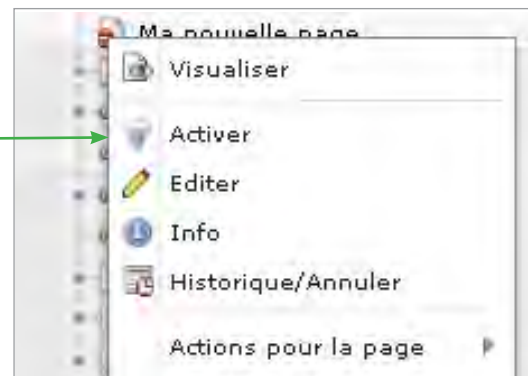 Ma nouvelle page
Visualiser
Activer
Editer
Info
Historique/Annuler
Actions pour la page